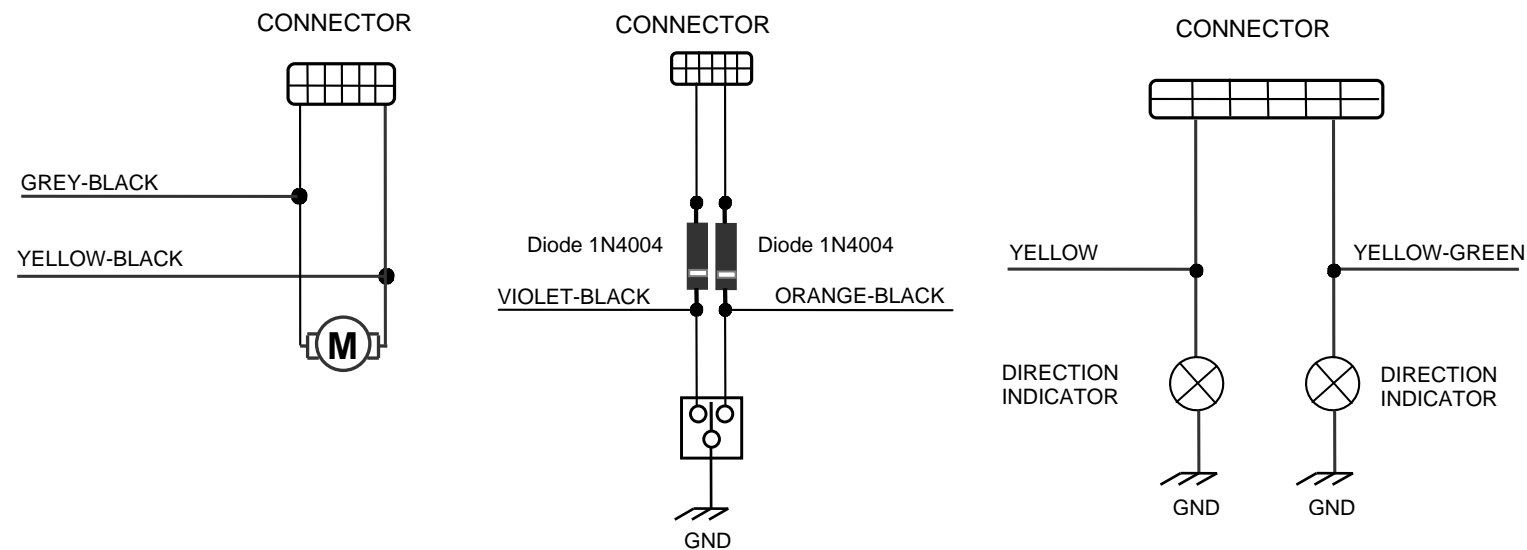 CONNECTOR
GREY-BLACK
YELLOW-BLACK
M
CONNECTOR
Diode 1N4004
Diode 1N4004
VIOLET-BLACK
ORANGE-BLACK
GND
CONNECTOR
YELLOW
YELLOW-GREEN
DIRECTION
INDICATOR
DIRECTION
INDICATOR
GND
GND